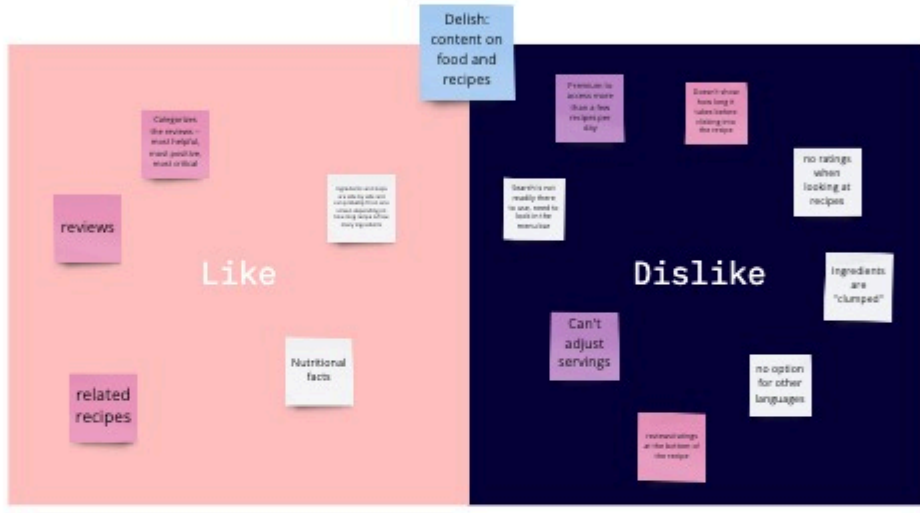 Delish:
content on
food and
recipes
Categorizes
the reviews –
most helpful,
most positive,
most critical
reviews
Like
related
recipes
Nutritional
facts
Premium to
access more
than a few
recipes per
day
Doesn't show
how long it
takes before
clicking into
the recipe
no ratings
when
looking at
recipes
Search is not
readily there
to use, need to
look in the
menu bar
Dislike
Ingredients
are
"clumped"
Can't
adjust
servings
no option
for other
languages
reviews/ratings
at the bottom of
the recipe